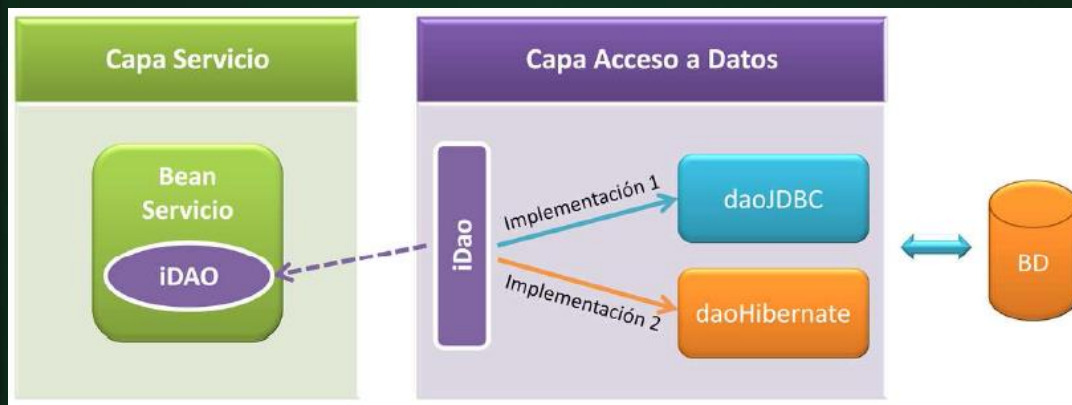 Capa Servicio
Capa Acceso a Datos
Bean
Servicio
iDAO
iDao
Implementación 1
Implementación 2
daoJDBC
daoHibernate
BD